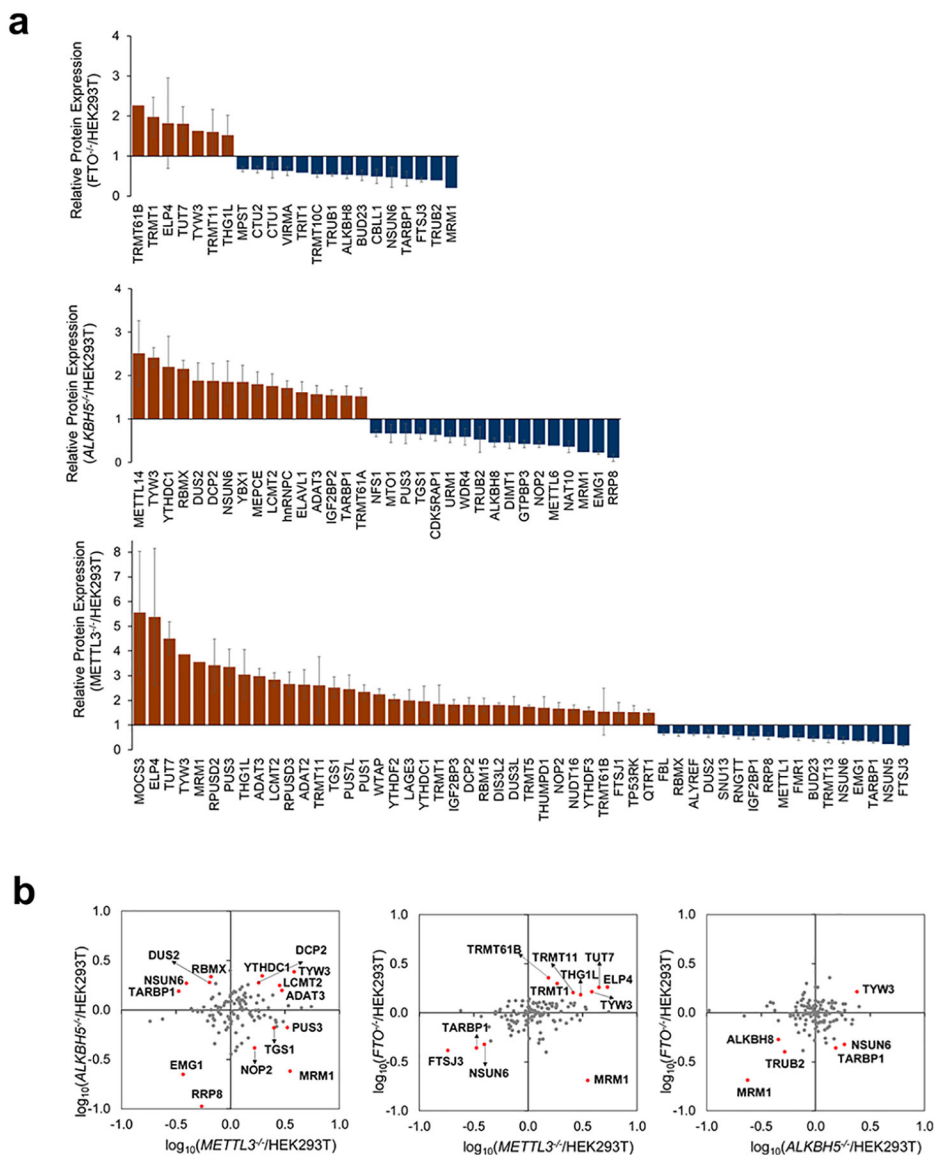 a
Relative Protein Expression
(FTO-/-/HEK293T)
4
3
2
1
0
TRMT61B TRMT1 ELP4 TUT7 TYW3 TRMT11 THG1L MPST CTU2 CTU1 VIRMA TRIT1 TRMT10C TRUB1 ALKBH8 BUD23 CBLL1 NSUN6 TARBP1 FTSJ3 TRUB2 MRM1
Relative Protein Expression
(ALKBH5-/-/HEK293T)
4
3
2
1
0
METTL14 TYW3 YTHDC1 RBMX DUS2 DCP2 NSUN6 YBX1 MEPCE LCMT2 hnRNPC ELAVL1 ADAT3 IGF2BP2 TARBP1 TRMT61A NFS1 MTO1 PUS3 TGS1 CDK5RAP1 URM1 WDR4 TRUB2 ALKBH8 DIMT1 GTPBP3 NOP2 METTL6 NAT10 MRM1 EMG1 RRP8
Relative Protein Expression
(METTL3-/-/HEK293T)
8
7
6
5
4
3
2
1
0
MOCS3 ELP4 TUT7 TYW3 MRM1 RPUSD2 PUS3 THG1L ADAT3 LCMT2 RPUSD3 ADAT2 TRMT11 TGS1 PUS7L PUS1 WTAP YTHDF2 LAGE3 YTHDC1 TRMT1 IGF2BP3 DCP2 RBM15 DIS3L2 DUS3L TRMT5 THUMPD1 NOP2 NUDT16 YTHDF3 TRMT61B FTSJ1 TP53RK QTRT1 FBL RBMX ALYREF DUS2 SNU13 RNGTT IGF2BP1 RRP8 METTL1 FMR1 BUD23 TRMT13 NSUN6 EMG1 TARBP1 NSUN5 FTSJ3
b
log10(ALKBH5-/-/HEK293T)
1.0
0.5
0.0
-0.5
-1.0
DUS2
RBMX
NSUN6
TARBP1
YTHDC1
DCP2
TYW3
LCMT2
ADAT3
PUS3
TGS1
NOP2
MRM1
EMG1
RRP8
-1.0 -0.5 0.0 0.5 1.0
log10(METTL3-/-/HEK293T)
log10(FTO-/-/HEK293T)
1.0
0.5
0.0
-0.5
-1.0
TRMT61B
TRMT11
TUT7
THG1L
ELP4
TRMT1
TYW3
TARBP1
FTSJ3
NSUN6
MRM1
-1.0 -0.5 0.0 0.5 1.0
log10(METTL3-/-/HEK293T)
log10(FTO-/-/HEK293T)
1.0
0.5
0.0
-0.5
-1.0
TYW3
ALKBH8
NSUN6
TRUB2
TARBP1
MRM1
-1.0 -0.5 0.0 0.5 1.0
log10(ALKBH5-/-/HEK293T)